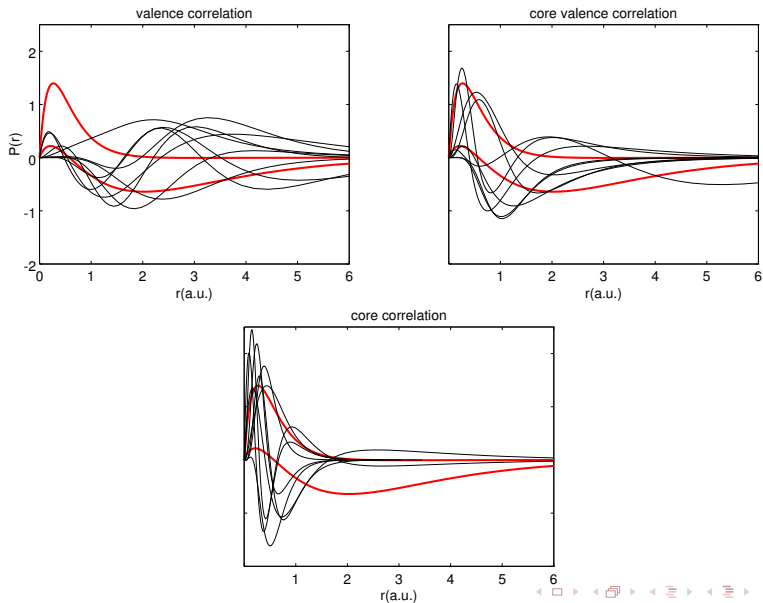 valence correlation
2
1
0
-1
-2
P(r)
0 1 2 3 4 5 6
r(a.u.)
core valence correlation
1 2 3 4 5 6
r(a.u.)
core correlation
1 2 3 4 5 6
r(a.u.)